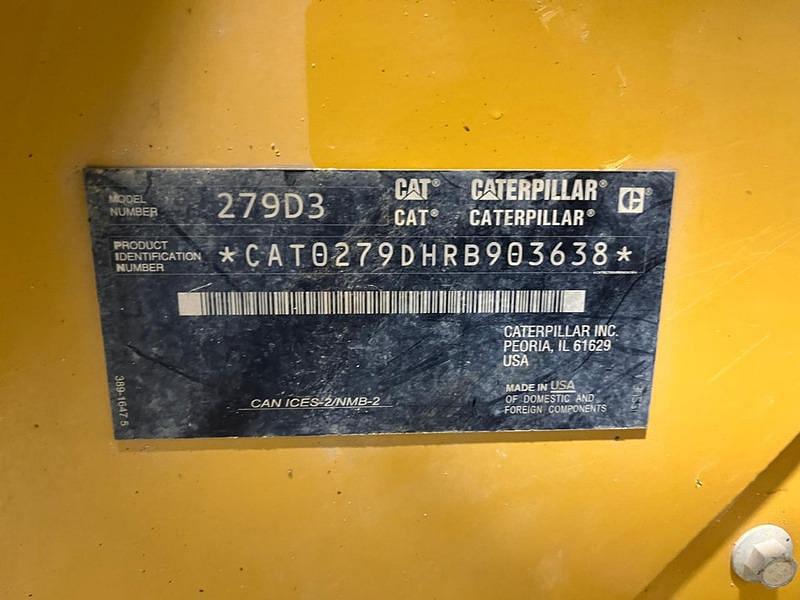 MODEL NUMBER 279D3
CAT® CATERPILLAR®
CAT® CATERPILLAR®
PRODUCT
IDENTIFICATION
NUMBER
*CAT0279DHRB903638*
CATERPILLAR INC.
PEORIA, IL 61629
USA
MADE IN USA
OF DOMESTIC AND
FOREIGN COMPONENTS
CAN ICES-2/NMB-2
389-1647 5